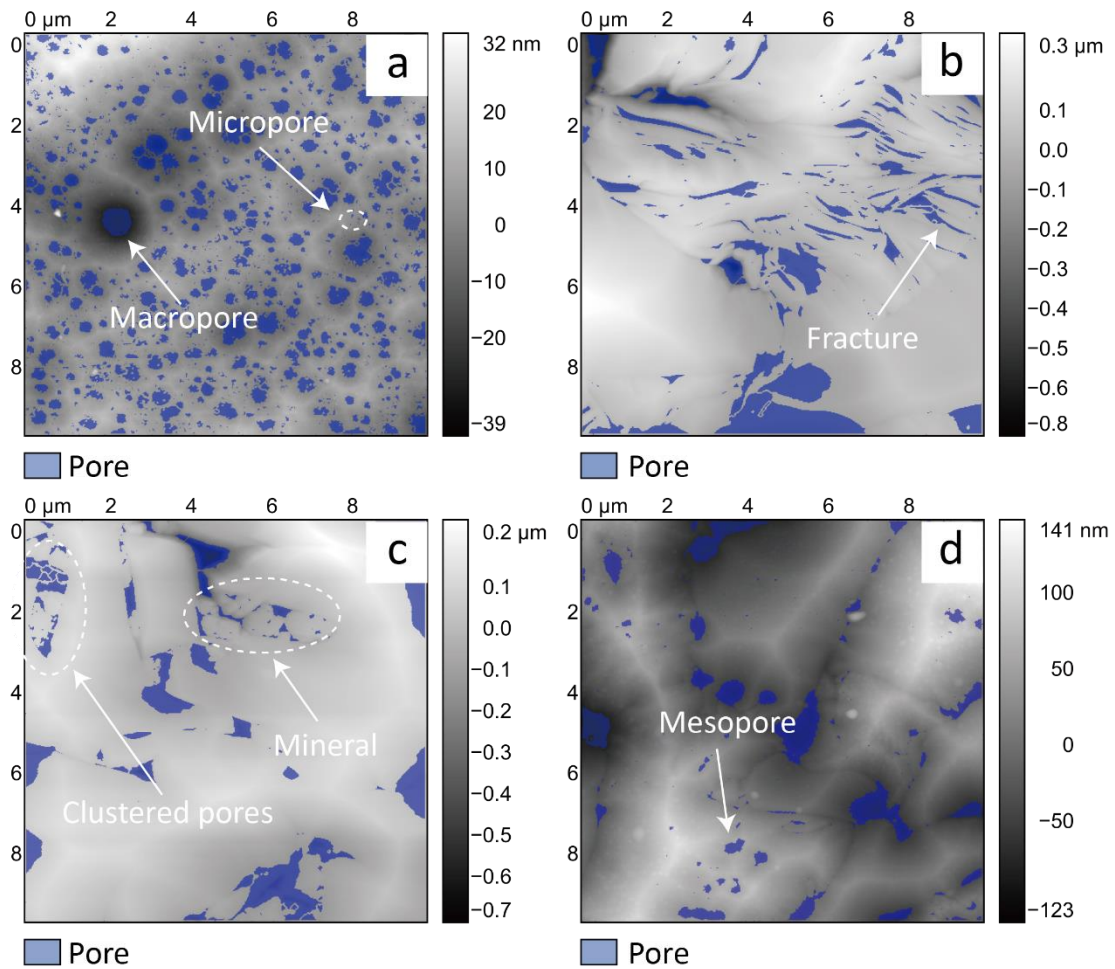 0 µm 2 4 6 8
0
2
4
6
8
a
Micropore
Macropore
32 nm
20
10
0
−10
−20
−39
Pore
0 µm 2 4 6 8
0
2
4
6
8
b
Fracture
0.3 µm
0.1
0.0
−0.1
−0.2
−0.3
−0.4
−0.5
−0.6
−0.8
Pore
0 µm 2 4 6 8
0
2
4
6
8
c
Mineral
Clustered pores
0.2 µm
0.1
0.0
−0.1
−0.2
−0.3
−0.4
−0.5
−0.7
Pore
0 µm 2 4 6 8
0
2
4
6
8
d
Mesopore
141 nm
100
50
0
−50
−123
Pore